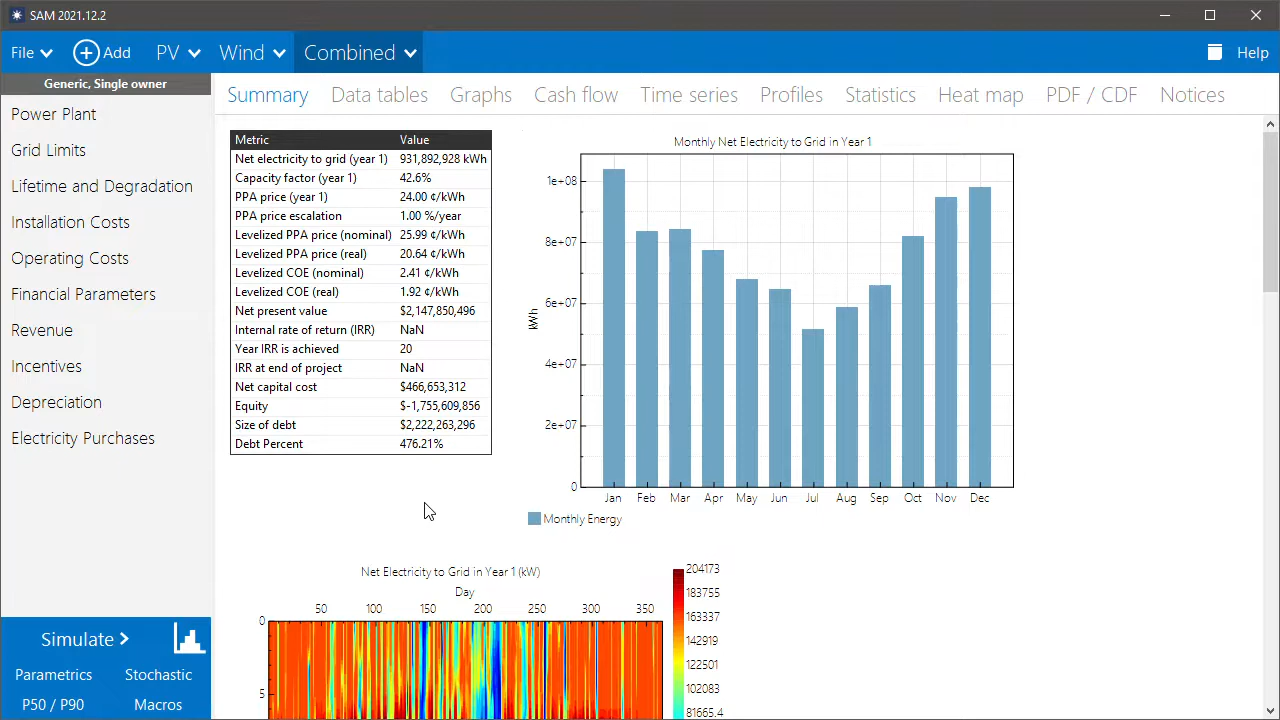 SAM 2021.12.2
File Add PV Wind Combined Help
Generic, Single owner
Power Plant
Grid Limits
Lifetime and Degradation
Installation Costs
Operating Costs
Financial Parameters
Revenue
Incentives
Depreciation
Electricity Purchases
Simulate >
Parametrics Stochastic
P50 / P90 Macros
Summary Data tables Graphs Cash flow Time series Profiles Statistics Heat map PDF / CDF Notices
Metric Value
Net electricity to grid (year 1) 931,892,928 kWh
Capacity factor (year 1) 42.6%
PPA price (year 1) 24.00 ¢/kWh
PPA price escalation 1.00 %/year
Levelized PPA price (nominal) 25.99 ¢/kWh
Levelized PPA price (real) 20.64 ¢/kWh
Levelized COE (nominal) 2.41 ¢/kWh
Levelized COE (real) 1.92 ¢/kWh
Net present value $2,147,850,496
Internal rate of return (IRR) NaN
Year IRR is achieved 20
IRR at end of project NaN
Net capital cost $466,653,312
Equity $-1,755,609,856
Size of debt $2,222,263,296
Debt Percent 476.21%
Monthly Net Electricity to Grid in Year 1
kWh
1e+08
8e+07
6e+07
4e+07
2e+07
0
Jan Feb Mar Apr May Jun Jul Aug Sep Oct Nov Dec
Monthly Energy
Net Electricity to Grid in Year 1 (kW)
Day
50 100 150 200 250 300 350
0
5
204173
183755
163337
142919
122501
102083
81665.4